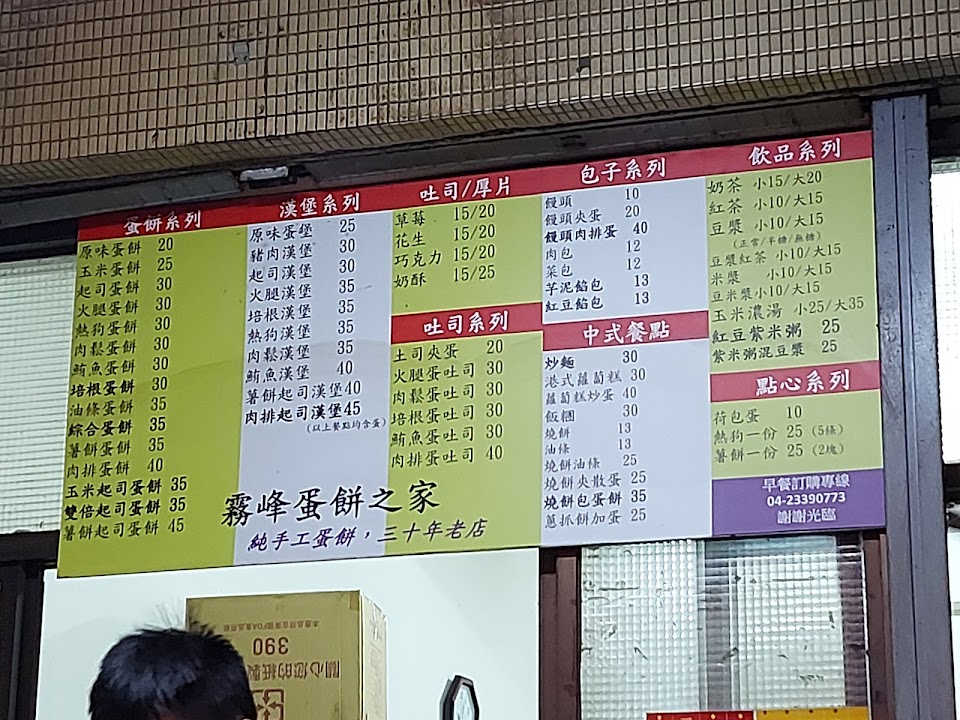 蛋餅系列
原味蛋餅 20
玉米蛋餅 25
起司蛋餅 30
火腿蛋餅 30
熱狗蛋餅 30
肉鬆蛋餅 30
鮪魚蛋餅 30
培根蛋餅 30
油條蛋餅 35
綜合蛋餅 35
薯餅蛋餅 35
肉排蛋餅 40
玉米起司蛋餅 35
雙倍起司蛋餅 35
薯餅起司蛋餅 45
漢堡系列
原味蛋堡 25
豬肉漢堡 30
起司漢堡 30
火腿漢堡 35
培根漢堡 35
熱狗漢堡 35
肉鬆漢堡 35
鮪魚漢堡 40
薯餅起司漢堡 40
肉排起司漢堡 45
(以上餐點均含蛋)
吐司/厚片
草莓 15/20
花生 15/20
巧克力 15/20
奶酥 15/25
吐司系列
土司夾蛋 20
火腿蛋吐司 30
肉鬆蛋吐司 30
培根蛋吐司 30
鮪魚蛋吐司 30
肉排蛋吐司 40
包子系列
饅頭 10
饅頭夾蛋 20
饅頭肉排蛋 40
肉包 12
菜包 12
芋泥餡包 13
紅豆餡包 13
中式餐點
炒麵 30
港式蘿蔔糕 30
蘿蔔糕炒蛋 40
飯糰 30
燒餅 13
油條 13
燒餅油條 25
燒餅夾散蛋 25
燒餅包蛋餅 35
蔥抓餅加蛋 25
飲品系列
奶茶 小15/大20
紅茶 小10/大15
豆漿 小10/大15
(正常/半糖/無糖)
豆漿紅茶 小10/大15
米漿 小10/大15
豆米漿 小10/大15
玉米濃湯 小25/大35
紅豆紫米粥 25
紫米粥混豆漿 25
點心系列
荷包蛋 10
熱狗一份 25 (5條)
薯餅一份 25 (2塊)
早餐訂購專線
04-23390773
謝謝光臨
霧峰蛋餅之家
純手工蛋餅，三十年老店
390